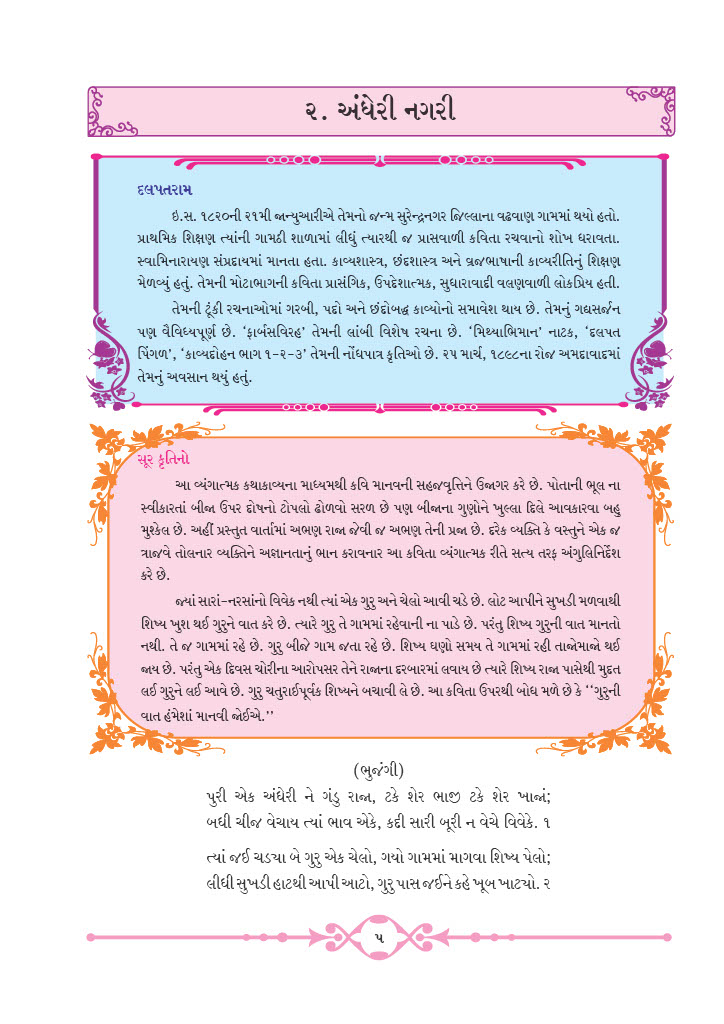 ૨. અંધેરી નગરી
દલપતરામ
ઇ.સ. ૧૮૨૦ની ૨૧મી જાન્યુઆરીએ તેમનો જન્મ સુરેન્દ્રનગર જિલ્લાના વઢવાણ ગામમાં થયો હતો.
પ્રાથમિક શિક્ષણ ત્યાંની ગામઠી શાળામાં લીધું ત્યારથી જ પ્રાસવાળી કવિતા રચવાનો શોખ ધરાવતા.
સ્વામિનારાયણ સંપ્રદાયમાં માનતા હતા. કાવ્યશાસ્ત્ર, છંદશાસ્ત્ર અને વ્રજભાષાની કાવ્યરીતિનું શિક્ષણ
મેળવ્યું હતું. તેમની મોટાભાગની કવિતા પ્રાસંગિક, ઉપદેશાત્મક, સુધારાવાદી વલણવાળી લોકપ્રિય હતી.
તેમની ટૂંકી રચનાઓમાં ગરબી, પદો અને છંદોબદ્ધ કાવ્યોનો સમાવેશ થાય છે. તેમનું ગદ્યસર્જન
પણ વૈવિધ્યપૂર્ણ છે. ‘ફાર્બસવિરહ’ તેમની લાંબી વિશેષ રચના છે. ‘મિથ્યાભિમાન’ નાટક, ‘દલપત
પિંગળ’, ‘કાવ્યદોહન ભાગ ૧-૨-૩’ તેમની નોંધપાત્ર કૃતિઓ છે. ૨૫ માર્ચ, ૧૮૯૮ના રોજ અમદાવાદમાં
તેમનું અવસાન થયું હતું.
સૂર કૃતિનો
આ વ્યંગાત્મક કથાકાવ્યના માધ્યમથી કવિ માનવની સહજવૃત્તિને ઉજાગર કરે છે. પોતાની ભૂલ ના
સ્વીકારતાં બીજા ઉપર દોષનો ટોપલો ઢોળવો સરળ છે પણ બીજાના ગુણોને ખુલ્લા દિલે આવકારવા બહુ
મુશ્કેલ છે. અહીં પ્રસ્તુત વાર્તામાં અભણ રાજા જેવી જ અભણ તેની પ્રજા છે. દરેક વ્યક્તિ કે વસ્તુને એક જ
ત્રાજવે તોલનાર વ્યક્તિને અજ્ઞાનતાનું ભાન કરાવનાર આ કવિતા વ્યંગાત્મક રીતે સત્ય તરફ અંગુલિનિર્દેશ
કરે છે.
જ્યાં સારાં-નરસાંનો વિવેક નથી ત્યાં એક ગુરુ અને ચેલો આવી ચડે છે. લોટ આપીને સુખડી મળવાથી
શિષ્ય ખુશ થઈ ગુરુને વાત કરે છે. ત્યારે ગુરુ તે ગામમાં રહેવાની ના પાડે છે. પરંતુ શિષ્ય ગુરુની વાત માનતો
નથી. તે જ ગામમાં રહે છે. ગુરુ બીજે ગામ જતા રહે છે. શિષ્ય ઘણો સમય તે ગામમાં રહી તાજોમાજો થઈ
જાય છે. પરંતુ એક દિવસ ચોરીના આરોપસર તેને રાજાના દરબારમાં લવાય છે ત્યારે શિષ્ય રાજા પાસેથી મુદત
લઈ ગુરુને લઈ આવે છે. ગુરુ ચતુરાઈપૂર્વક શિષ્યને બચાવી લે છે. આ કવિતા ઉપરથી બોધ મળે છે કે ‘‘ગુરુની
વાત હંમેશાં માનવી જોઈએ.’’
(ભુજંગી)
પુરી એક અંધેરી ને ગંડુ રાજા, ટકે શેર ભાજી ટકે શેર ખાજાં;
બધી ચીજ વેચાય ત્યાં ભાવ એકે, કદી સારી બૂરી ન વેચે વિવેકે. ૧
ત્યાં જઈ ચડ્યા બે ગુરુ એક ચેલો, ગયો ગામમાં માગવા શિષ્ય પેલો;
લીધી સુખડી હાટથી આપી આટો, ગુરુ પાસ જઈને કહે ખૂબ ખાટ્યો. ૨
૫